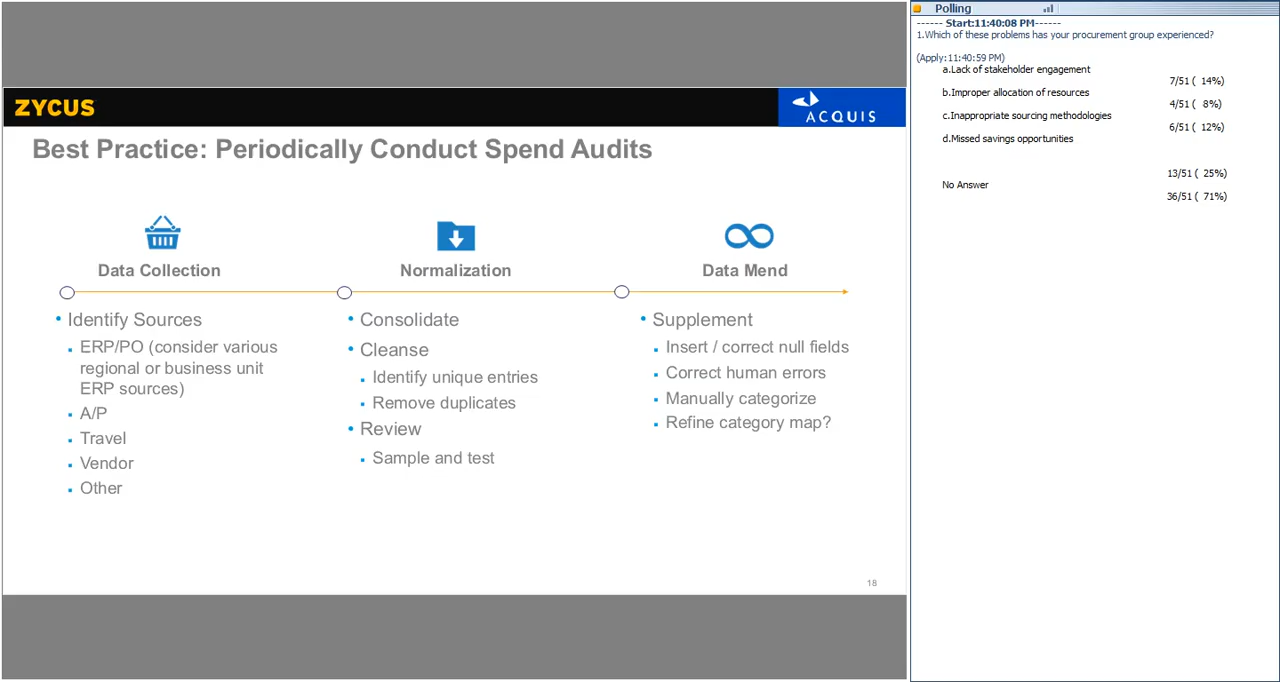 ZYCUS
ACQUIS
Best Practice: Periodically Conduct Spend Audits
Data Collection
• Identify Sources
▪ ERP/PO (consider various
regional or business unit
ERP sources)
▪ A/P
▪ Travel
▪ Vendor
▪ Other
Normalization
• Consolidate
• Cleanse
▪ Identify unique entries
▪ Remove duplicates
• Review
▪ Sample and test
Data Mend
• Supplement
▪ Insert / correct null fields
▪ Correct human errors
▪ Manually categorize
▪ Refine category map?
18
Polling
------ Start:11:40:08 PM------
1.Which of these problems has your procurement group experienced?
(Apply:11:40:59 PM)
a.Lack of stakeholder engagement
7/51 ( 14%)
b.Improper allocation of resources
4/51 ( 8%)
c.Inappropriate sourcing methodologies
6/51 ( 12%)
d.Missed savings opportunities
13/51 ( 25%)
No Answer
36/51 ( 71%)